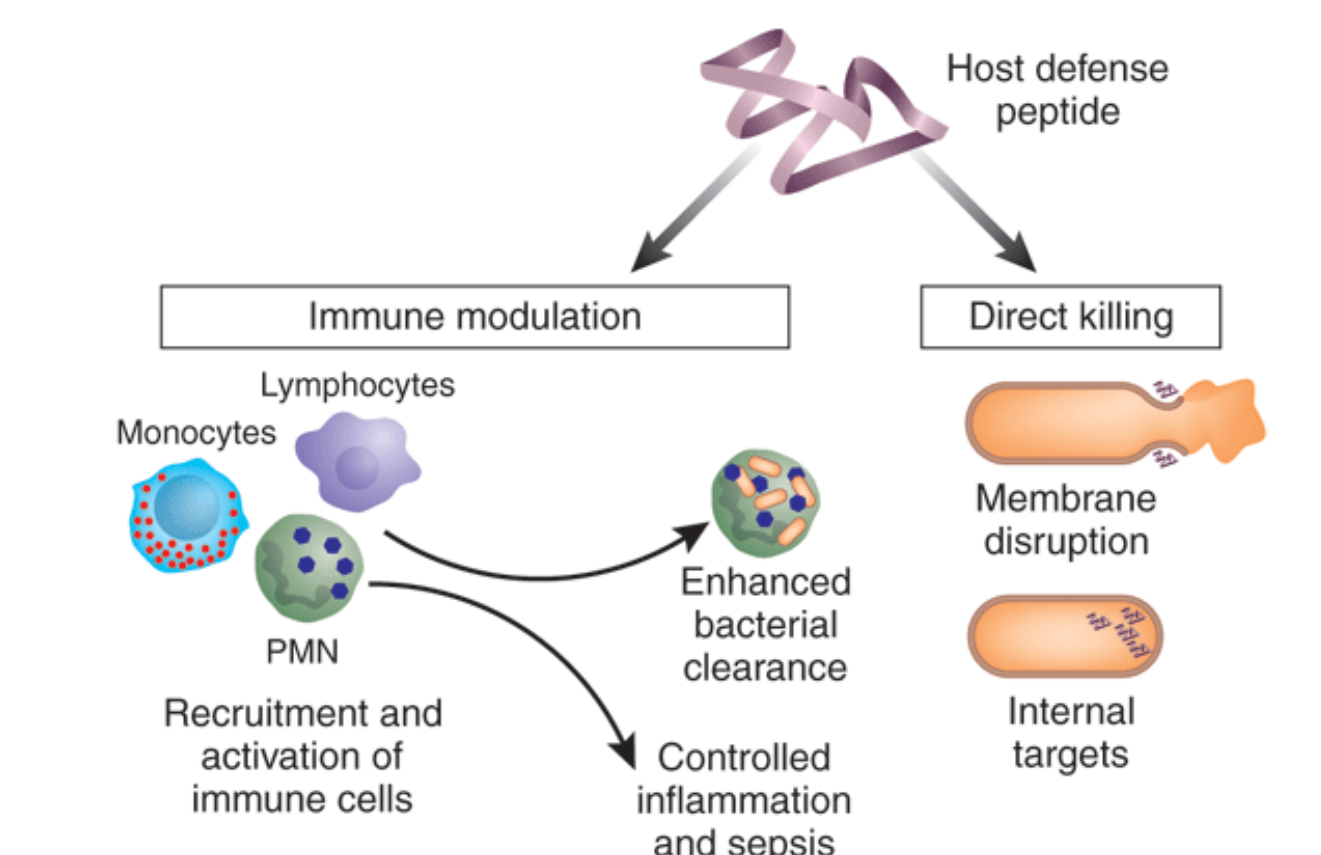 Host defense
peptide
Immune modulation
Direct killing
Lymphocytes
Monocytes
PMN
Recruitment and
activation of
immune cells
Enhanced
bacterial
clearance
Controlled
inflammation
and sepsis
Membrane
disruption
Internal
targets